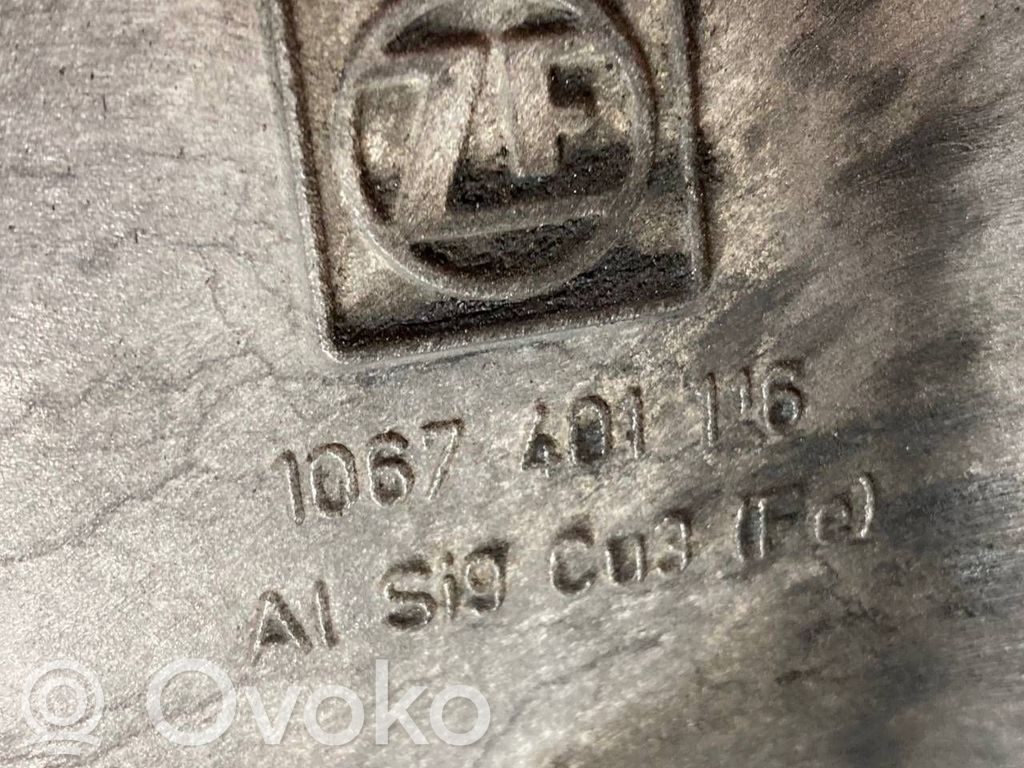 ZF
1067 401 116
Al Si9 Cu3 (Fe)
R Ovoko